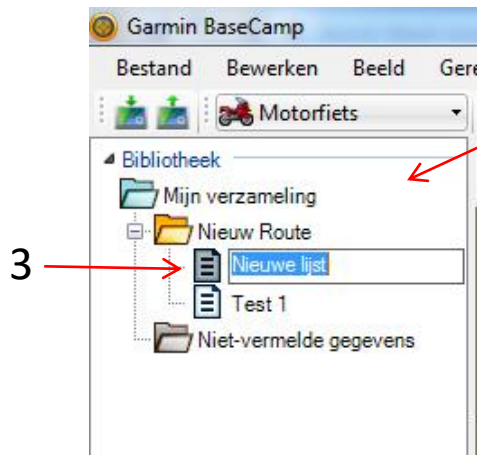 Garmin BaseCamp
Bestand Bewerken Beeld Gere
Motorfiets
Bibliotheek
Mijn verzameling
Nieuw Route
3 Nieuwe lijst
Test 1
Niet-vermelde gegevens